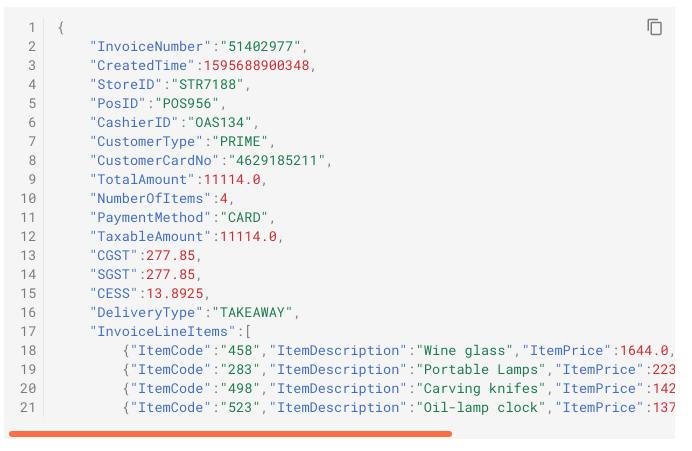 1 {
2 "InvoiceNumber":"51402977",
3 "CreatedTime":1595688900348,
4 "StoreID":"STR7188",
5 "PosID":"POS956",
6 "CashierID":"OAS134",
7 "CustomerType":"PRIME",
8 "CustomerCardNo":"4629185211",
9 "TotalAmount":11114.0,
10 "NumberOfItems":4,
11 "PaymentMethod":"CARD",
12 "TaxableAmount":11114.0,
13 "CGST":277.85,
14 "SGST":277.85,
15 "CESS":13.8925,
16 "DeliveryType":"TAKEAWAY",
17 "InvoiceLineItems":[
18 {"ItemCode":"458","ItemDescription":"Wine glass","ItemPrice":1644.0,
19 {"ItemCode":"283","ItemDescription":"Portable Lamps","ItemPrice":223
20 {"ItemCode":"498","ItemDescription":"Carving knifes","ItemPrice":142
21 {"ItemCode":"523","ItemDescription":"Oil-lamp clock","ItemPrice":137